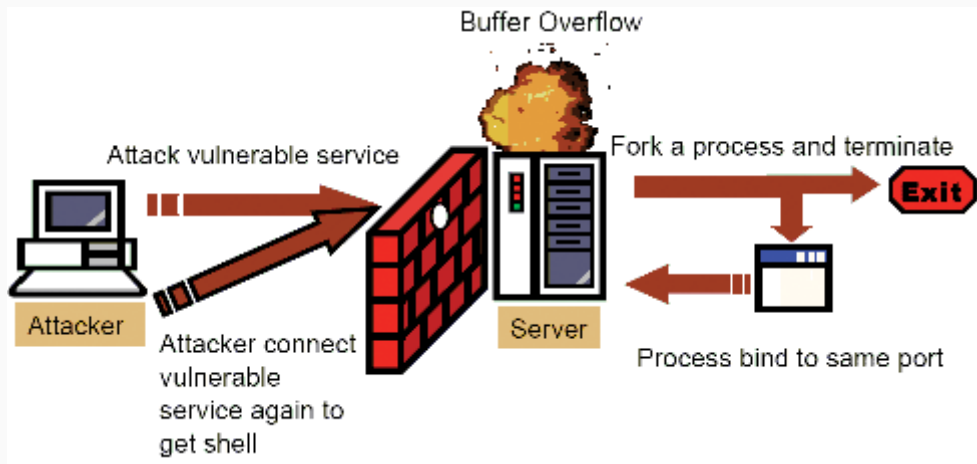 Buffer Overflow
Attack vulnerable service
Fork a process and terminate
Exit
Attacker
Server
Attacker connect
vulnerable
service again to
get shell
Process bind to same port